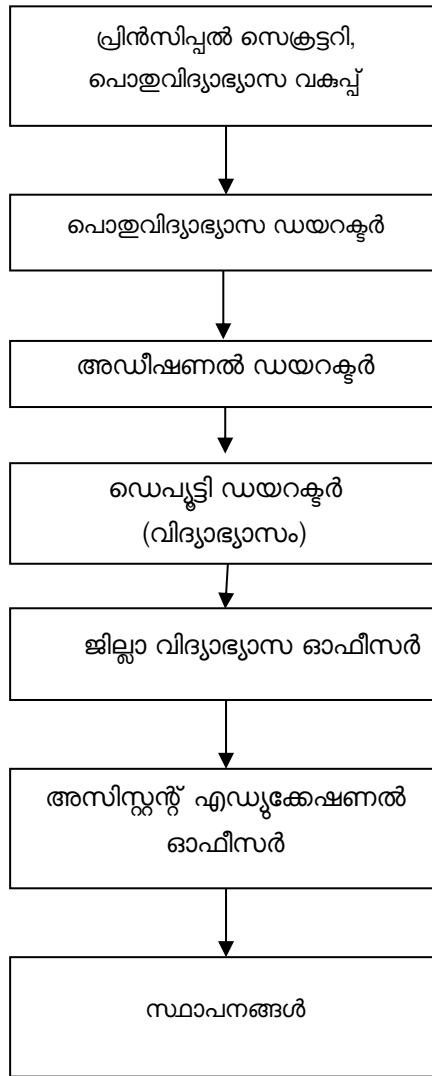 പ്രിൻസിപ്പൽ സെക്രട്ടറി,
പൊതുവിദ്യാഭ്യാസ വകുപ്പ്
പൊതുവിദ്യാഭ്യാസ ഡയറക്ടർ
അഡീഷണൽ ഡയറക്ടർ
ഡെപ്യൂട്ടി ഡയറക്ടർ
(വിദ്യാഭ്യാസം)
ജില്ലാ വിദ്യാഭ്യാസ ഓഫീസർ
അസിസ്റ്റന്റ് എഡ്യുക്കേഷണൽ
ഓഫീസർ
സ്ഥാപനങ്ങൾ